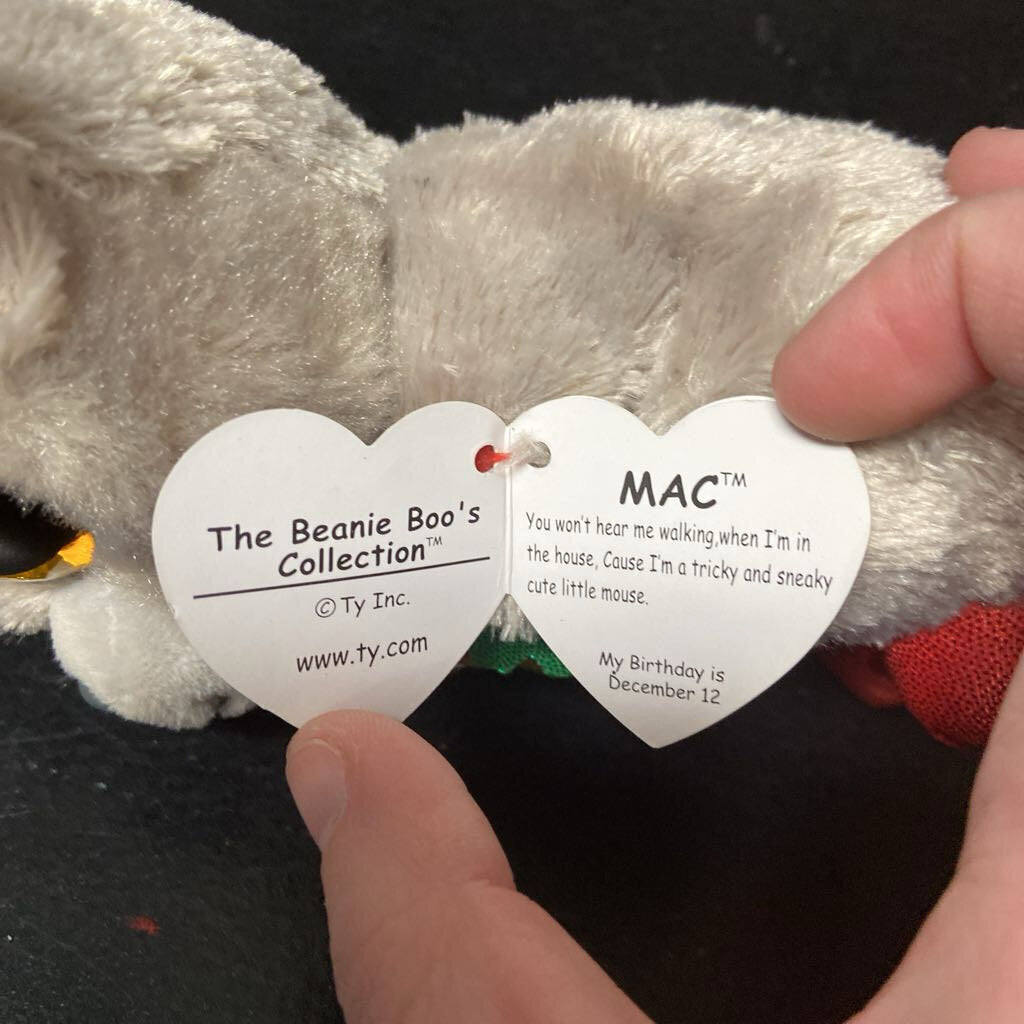 The Beanie Boo's
Collection™
© Ty Inc.
www.ty.com
MAC™
You won't hear me walking,when I'm in
the house, Cause I'm a tricky and sneaky
cute little mouse.
My Birthday is
December 12